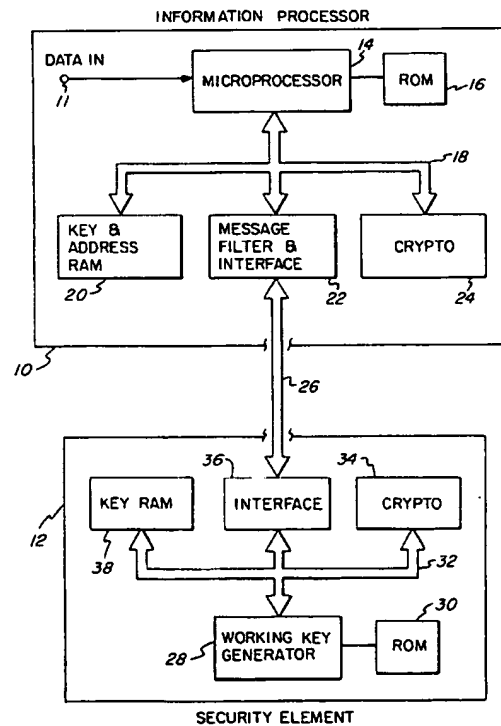 INFORMATION PROCESSOR
DATA IN
11
14
MICROPROCESSOR
ROM
16
18
KEY &
ADDRESS
RAM
20
MESSAGE
FILTER &
INTERFACE
22
CRYPTO
24
10
26
12
36
34
KEY RAM
38
INTERFACE
CRYPTO
32
30
28
WORKING KEY
GENERATOR
ROM
SECURITY ELEMENT